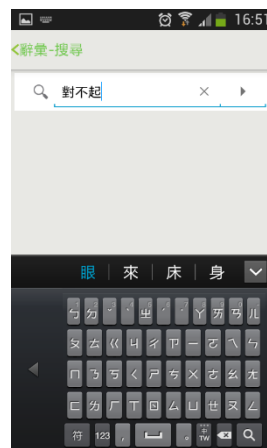 16:51
<辭彙-搜尋
對不起
眼 來 床 身
ㄅ ㄉ ˇ ˋ ㄓ ˊ ˙ ㄚ ㄞ ㄢ ㄦ
ㄆ ㄊ ㄍ ㄐ ㄔ ㄗ ㄧ ㄛ ㄟ ㄣ
ㄇ ㄋ ㄎ ㄑ ㄕ ㄘ ㄨ ㄜ ㄠ ㄤ
ㄈ ㄌ ㄏ ㄒ ㄖ ㄙ ㄩ ㄝ ㄡ ㄥ
符 123 , . 中 TW